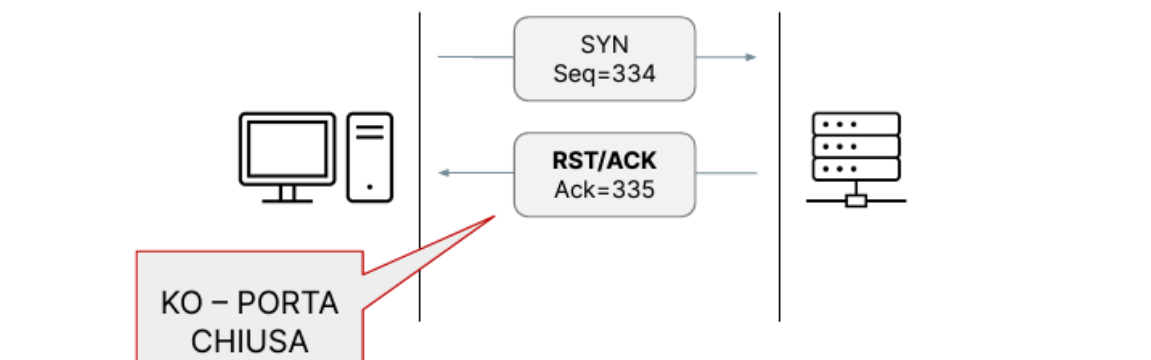 SYN
Seq=334
RST/ACK
Ack=335
KO – PORTA
CHIUSA